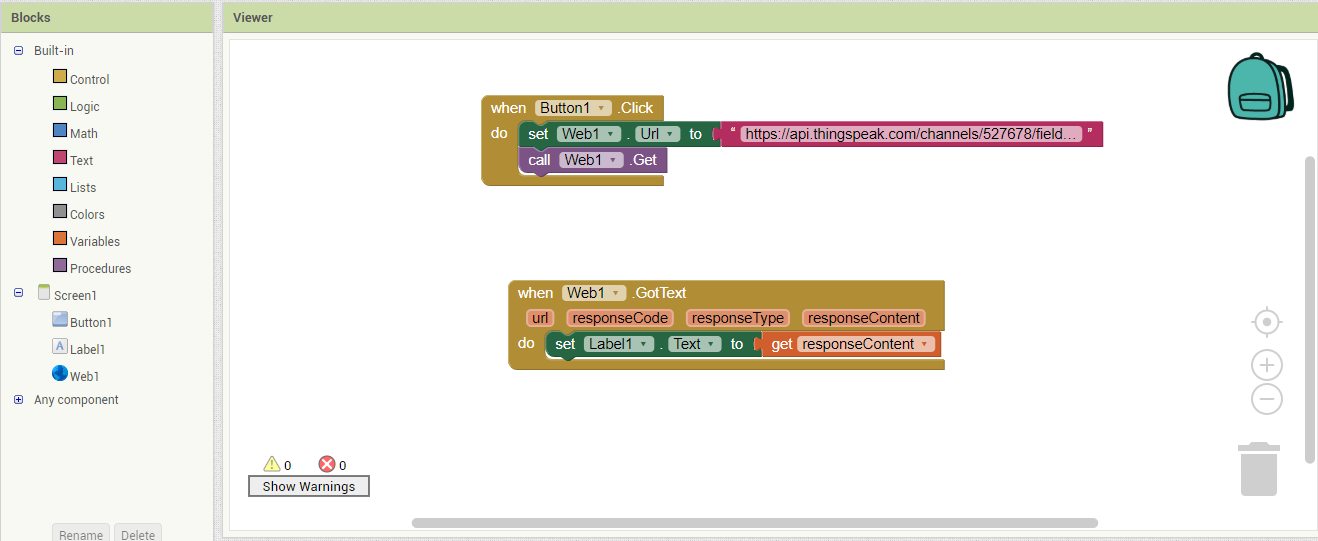 Blocks
Built-in
Control
Logic
Math
Text
Lists
Colors
Variables
Procedures
Screen1
Button1
Label1
Web1
Any component
Rename Delete
Viewer
when Button1 .Click
do set Web1 . Url to “ https://api.thingspeak.com/channels/527678/field... ”
call Web1 .Get
when Web1 .GotText
url responseCode responseType responseContent
do set Label1 . Text to get responseContent
0 0
Show Warnings